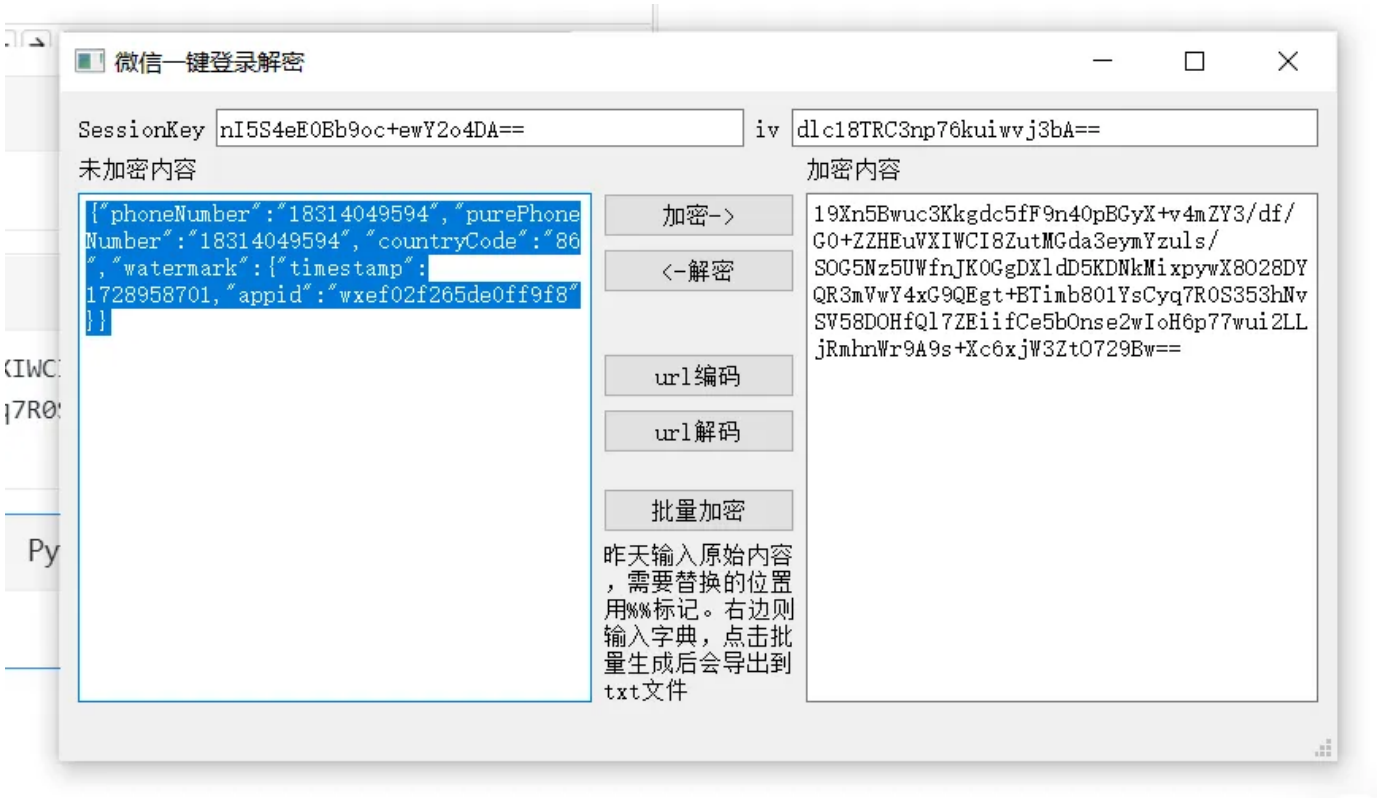 微信一键登录解密
SessionKey nI5S4eE0Bb9oc+ewY2o4DA== iv dlc18TRC3np76kuiwvj3bA==
未加密内容
加密内容
{"phoneNumber":"18314049594","purePhone
Number":"18314049594","countryCode":"86
","watermark":{"timestamp":
1728958701,"appid":"wxef02f265de0ff9f8"
}}
加密->
<-解密
url编码
url解码
批量加密
昨天输入原始内容
，需要替换的位置
用%%标记。右边则
输入字典，点击批
量生成后会导出到
txt文件
19Xn5Bwuc3Kkgdc5fF9n40pBGyX+v4mZY3/df/
G0+ZZHEuVXIWCI8ZutMGda3eymYzuls/
SOG5Nz5UWfnJK0GgDXldD5KDNkMixpywX8O28DY
QR3mVwY4xG9QEgt+BTimb801YsCyq7R0S353hNv
SV58DOHfQl7ZEiifCe5bOnse2wIoH6p77wui2LL
jRmhnWr9A9s+Xc6xjW3ZtO729Bw==
XIWC
q7R0
Py